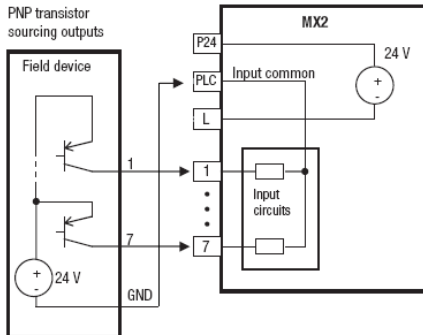 PNP transistor
sourcing outputs
Field device
1
7
+
−
24 V
GND
MX2
P24
PLC
L
1
7
Input common
24 V
+
−
Input
circuits